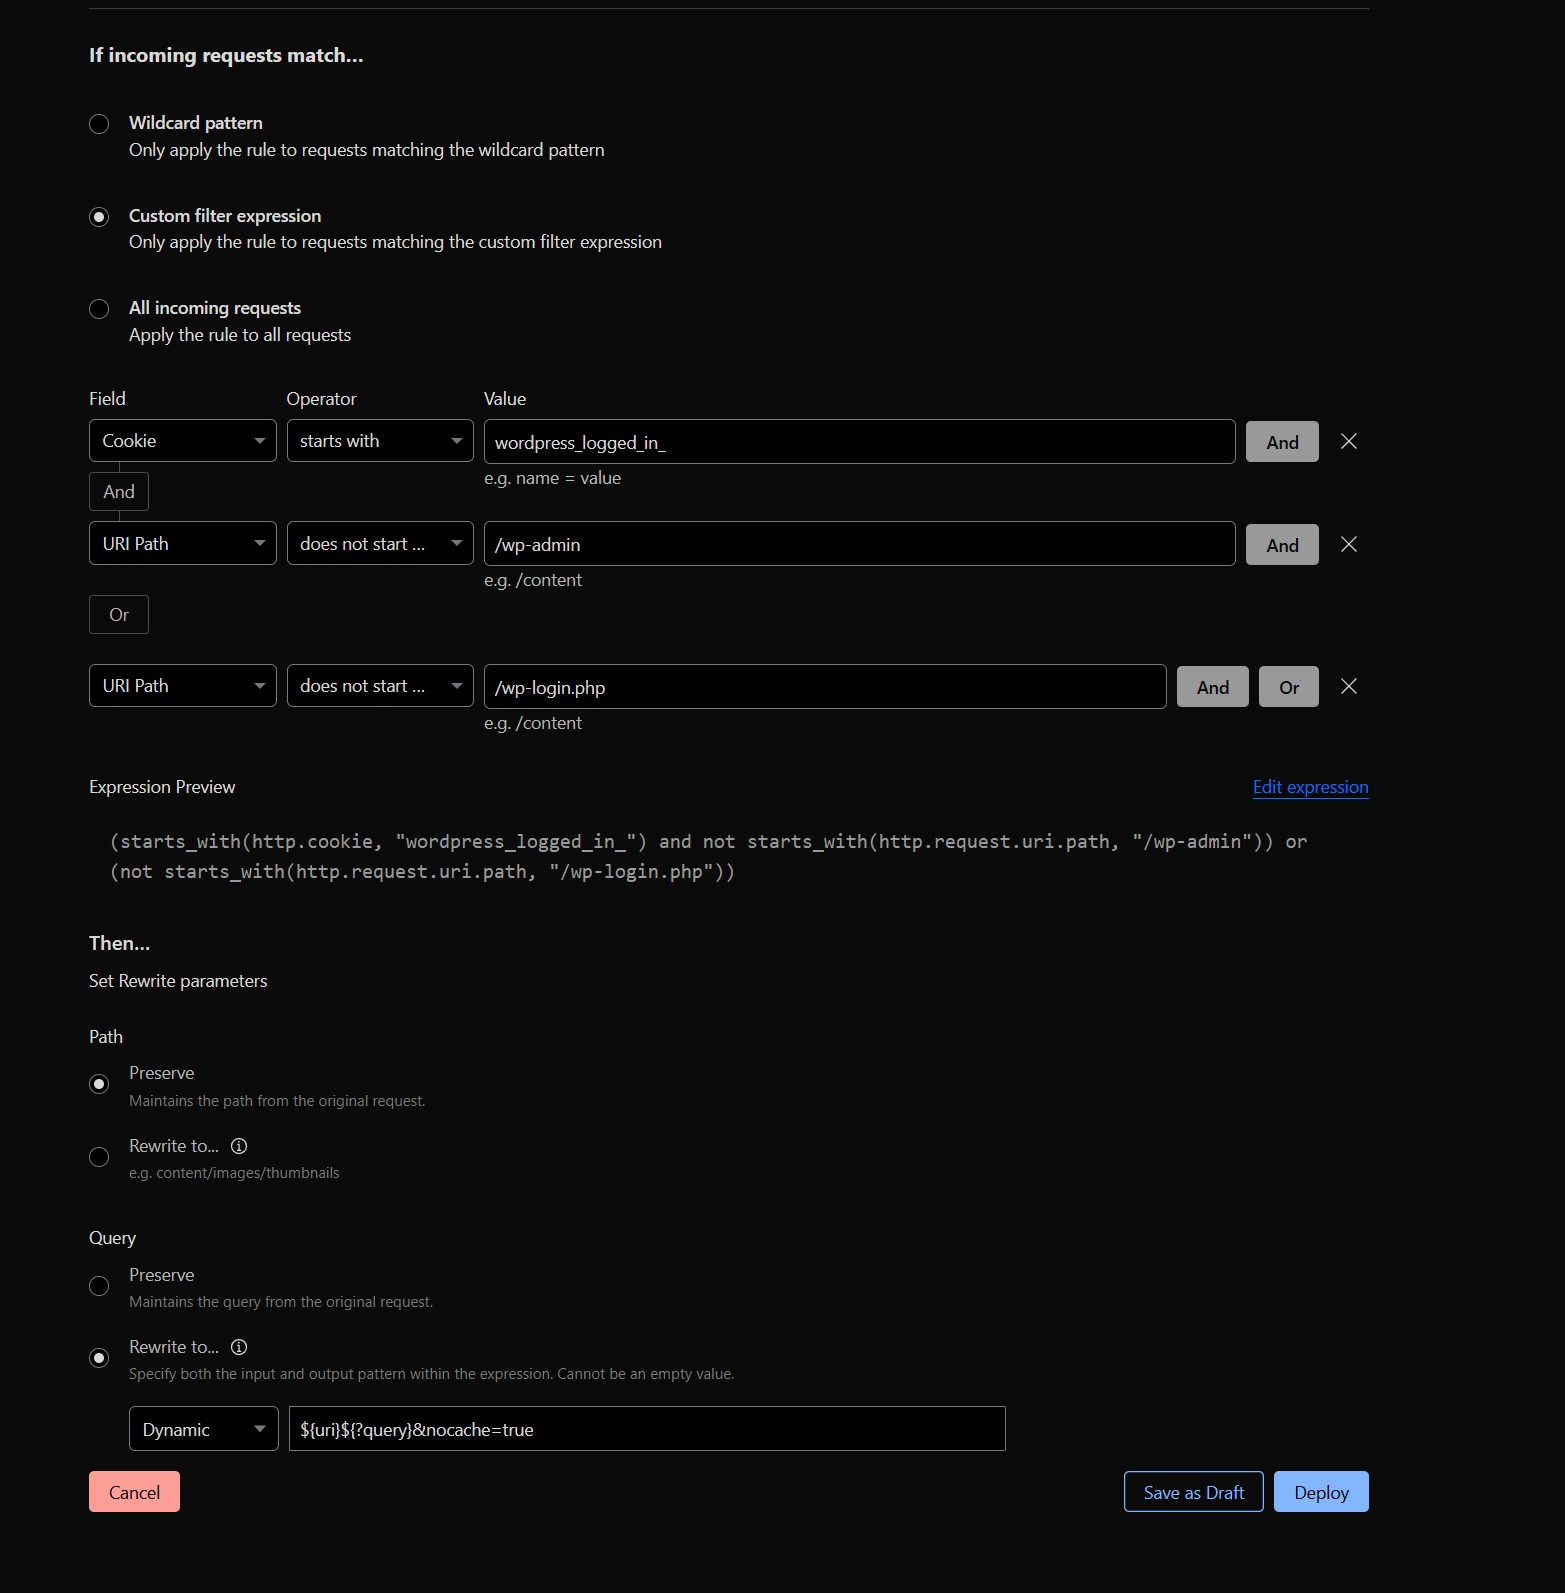 If incoming requests match...
Wildcard pattern
Only apply the rule to requests matching the wildcard pattern
Custom filter expression
Only apply the rule to requests matching the custom filter expression
All incoming requests
Apply the rule to all requests
Field Operator Value
Cookie starts with wordpress_logged_in_ And
e.g. name = value
And
URI Path does not start ... /wp-admin And
e.g. /content
Or
URI Path does not start ... /wp-login.php And Or
e.g. /content
Expression Preview Edit expression
(starts_with(http.cookie, "wordpress_logged_in_") and not starts_with(http.request.uri.path, "/wp-admin")) or
(not starts_with(http.request.uri.path, "/wp-login.php"))
Then...
Set Rewrite parameters
Path
Preserve
Maintains the path from the original request.
Rewrite to...
e.g. content/images/thumbnails
Query
Preserve
Maintains the query from the original request.
Rewrite to...
Specify both the input and output pattern within the expression. Cannot be an empty value.
Dynamic ${uri}${?query}&nocache=true
Cancel Save as Draft Deploy